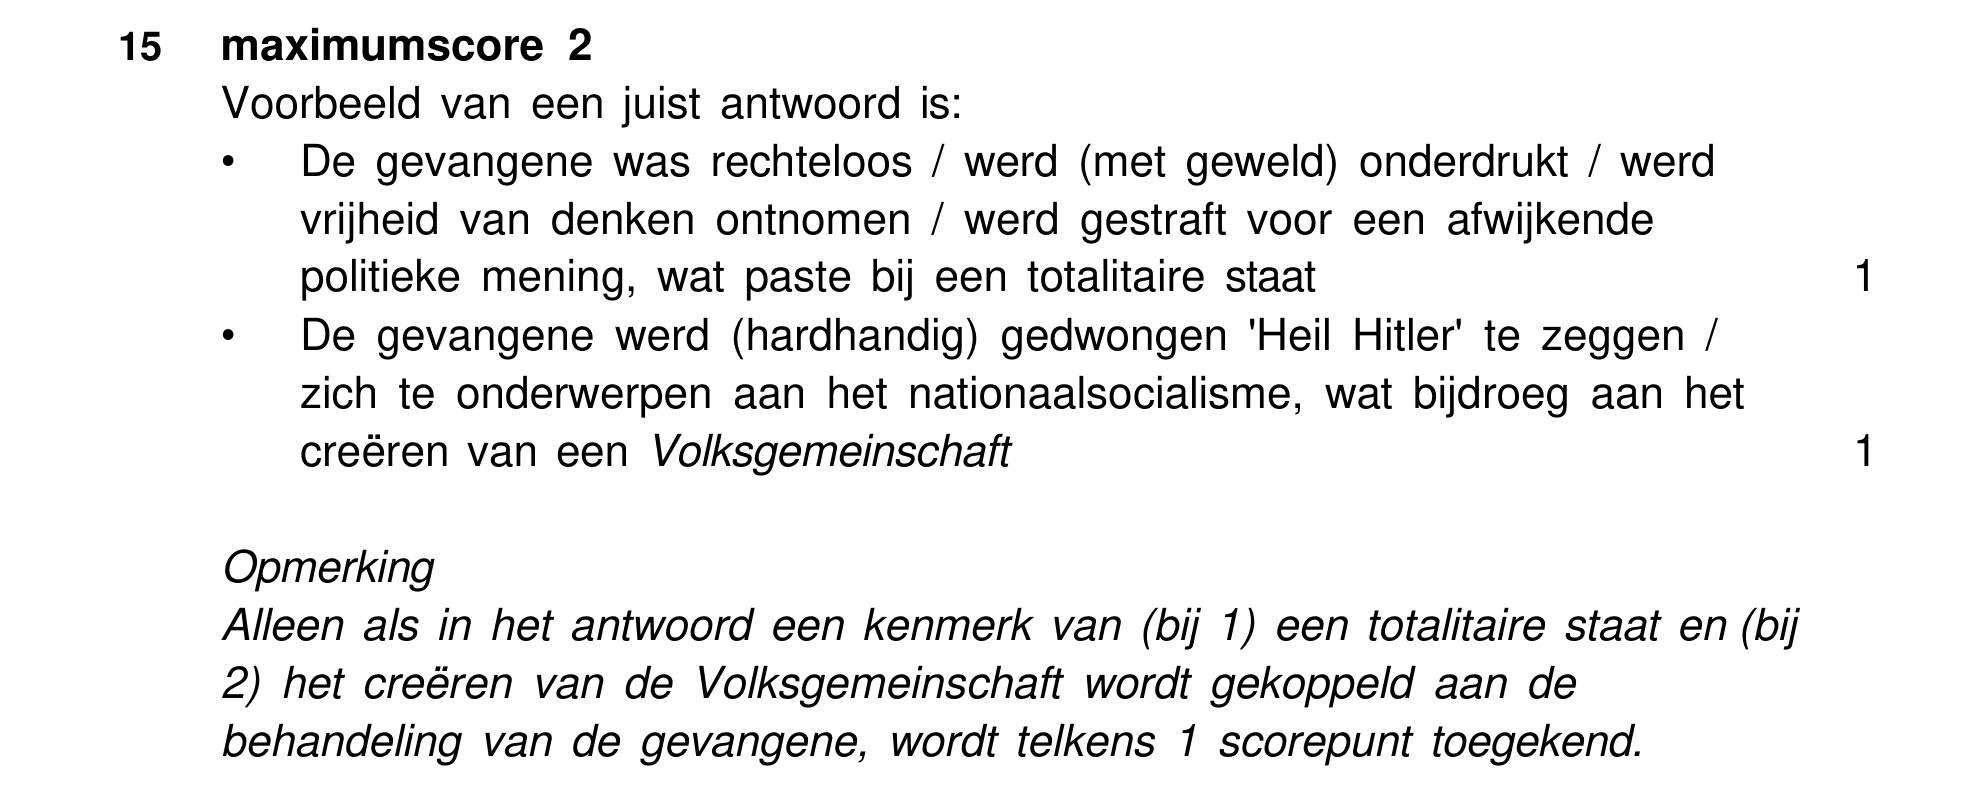 15 maximumscore 2
Voorbeeld van een juist antwoord is:
• De gevangene was rechteloos / werd (met geweld) onderdrukt / werd
vrijheid van denken ontnomen / werd gestraft voor een afwijkende
politieke mening, wat paste bij een totalitaire staat 1
• De gevangene werd (hardhandig) gedwongen 'Heil Hitler' te zeggen /
zich te onderwerpen aan het nationaalsocialisme, wat bijdroeg aan het
creëren van een Volksgemeinschaft 1
Opmerking
Alleen als in het antwoord een kenmerk van (bij 1) een totalitaire staat en (bij
2) het creëren van de Volksgemeinschaft wordt gekoppeld aan de
behandeling van de gevangene, wordt telkens 1 scorepunt toegekend.